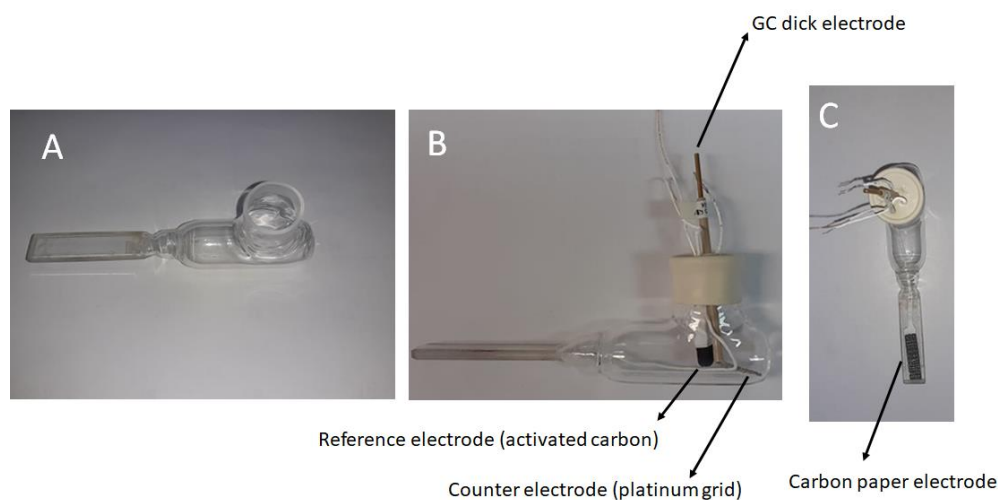 GC dick electrode
A
B
C
Reference electrode (activated carbon)
Counter electrode (platinum grid)
Carbon paper electrode